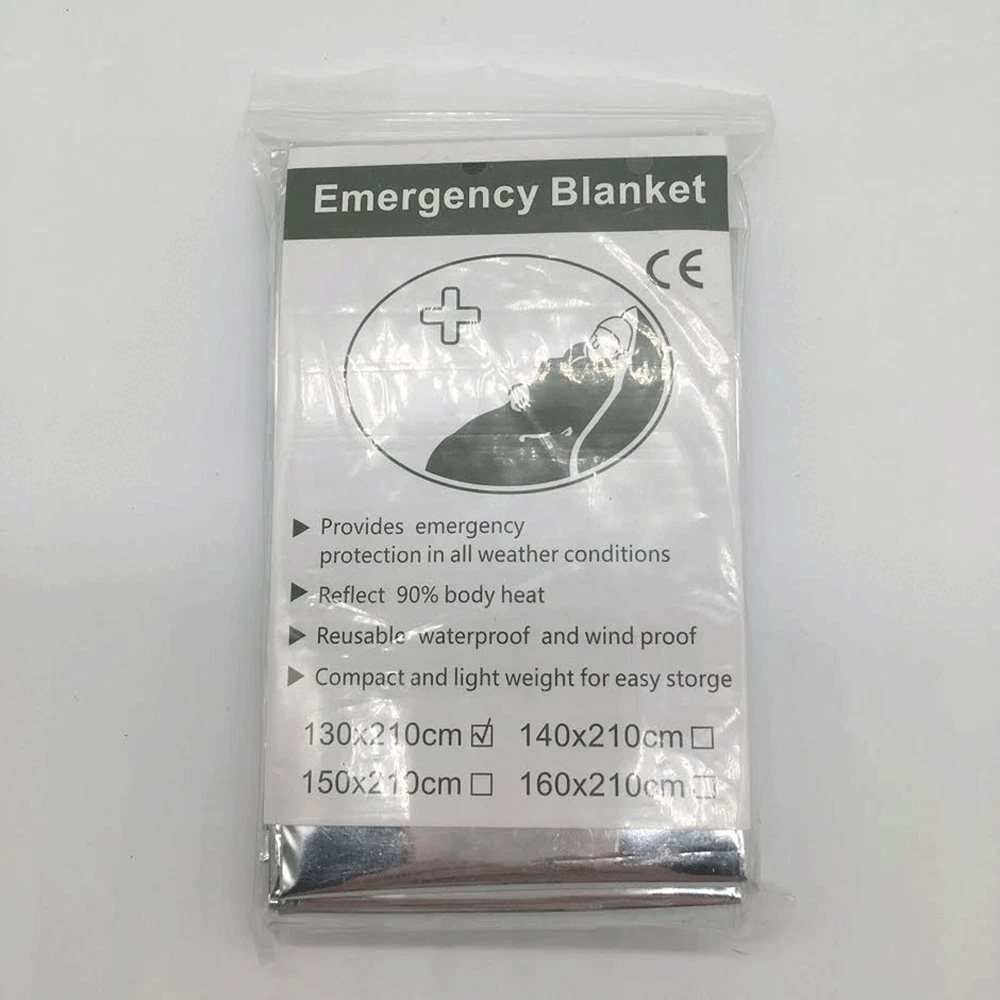 Emergency Blanket
CE
Provides emergency
protection in all weather conditions
Reflect 90% body heat
Reusable waterproof and wind proof
Compact and light weight for easy storge
130x210cm ☑ 140x210cm ☐
150x210cm ☐ 160x210cm ☐